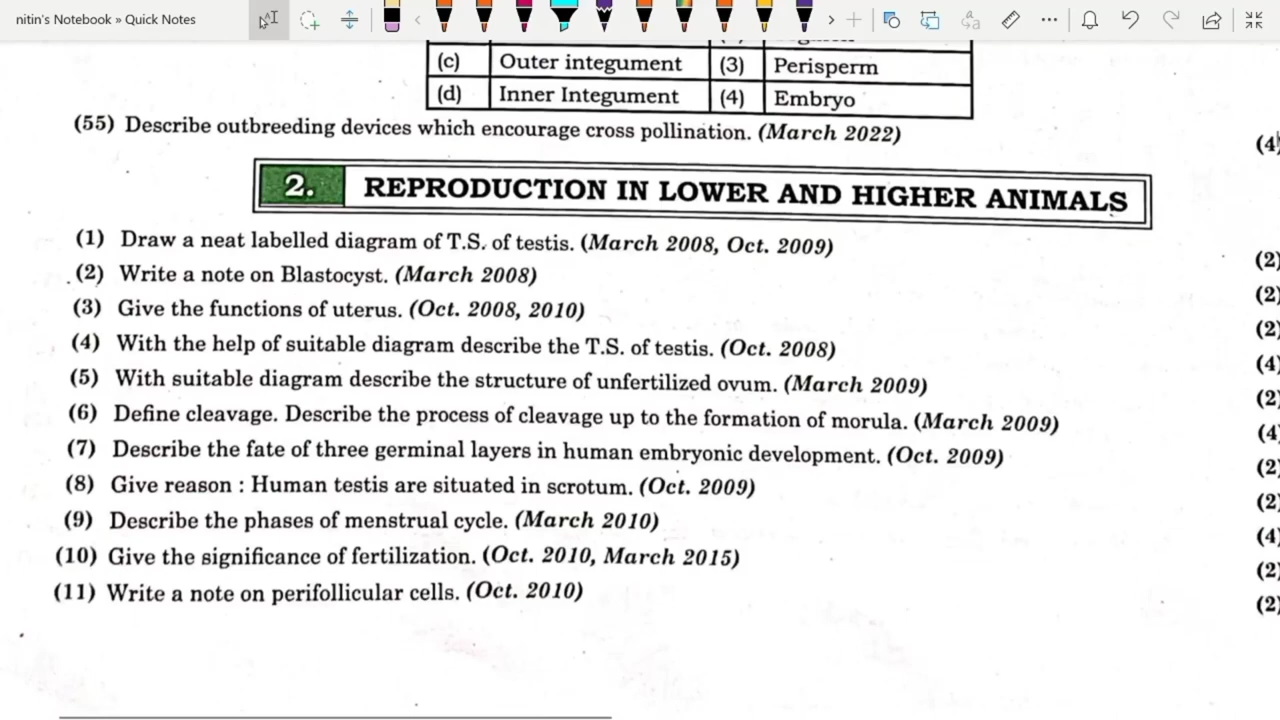 nitin's Notebook » Quick Notes
(c) Outer integument (3) Perisperm
(d) Inner Integument (4) Embryo
(55) Describe outbreeding devices which encourage cross pollination. (March 2022) (4)
2. REPRODUCTION IN LOWER AND HIGHER ANIMALS
(1) Draw a neat labelled diagram of T.S. of testis. (March 2008, Oct. 2009) (2)
(2) Write a note on Blastocyst. (March 2008) (2)
(3) Give the functions of uterus. (Oct. 2008, 2010) (2)
(4) With the help of suitable diagram describe the T.S. of testis. (Oct. 2008) (4)
(5) With suitable diagram describe the structure of unfertilized ovum. (March 2009) (2)
(6) Define cleavage. Describe the process of cleavage up to the formation of morula. (March 2009) (4)
(7) Describe the fate of three germinal layers in human embryonic development. (Oct. 2009) (2)
(8) Give reason : Human testis are situated in scrotum. (Oct. 2009) (2)
(9) Describe the phases of menstrual cycle. (March 2010) (4)
(10) Give the significance of fertilization. (Oct. 2010, March 2015) (2)
(11) Write a note on perifollicular cells. (Oct. 2010) (2)